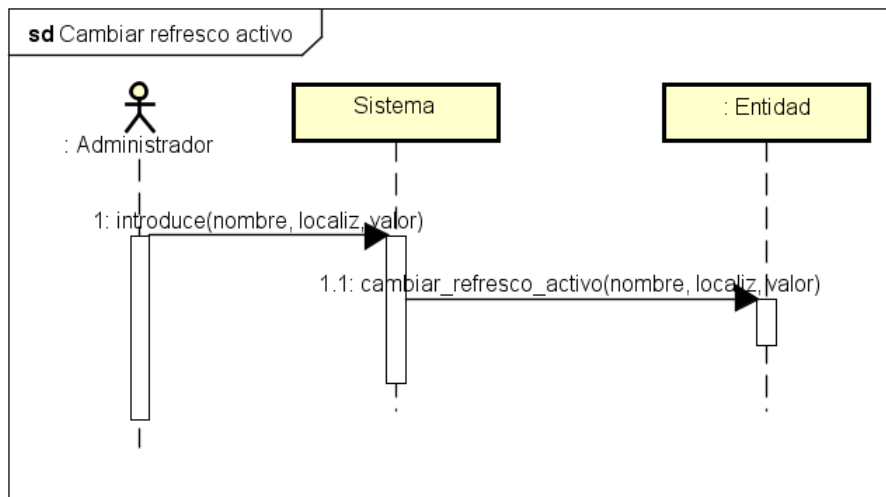 sd Cambiar refresco activo
Sistema
: Entidad
: Administrador
1: introduce(nombre, localiz, valor)
1.1: cambiar_refresco_activo(nombre, localiz, valor)